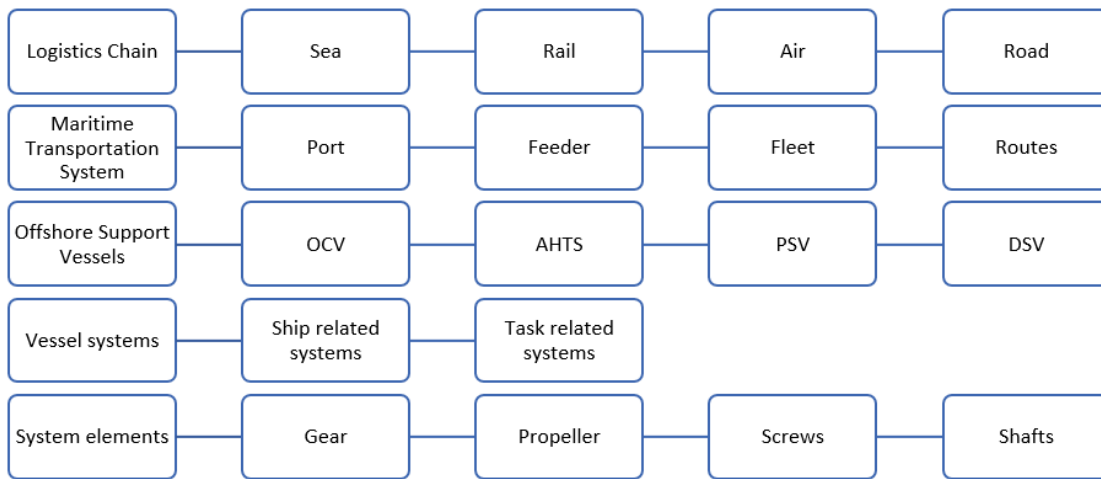 Logistics Chain
Sea
Rail
Air
Road
Maritime
Transportation
System
Port
Feeder
Fleet
Routes
Offshore Support
Vessels
OCV
AHTS
PSV
DSV
Vessel systems
Ship related
systems
Task related
systems
System elements
Gear
Propeller
Screws
Shafts